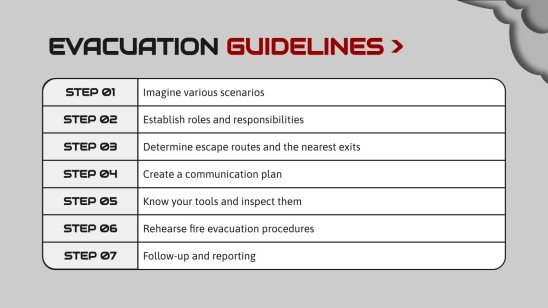 EVACUATION GUIDELINES >
STEP 01 Imagine various scenarios
STEP 02 Establish roles and responsibilities
STEP 03 Determine escape routes and the nearest exits
STEP 04 Create a communication plan
STEP 05 Know your tools and inspect them
STEP 06 Rehearse fire evacuation procedures
STEP 07 Follow-up and reporting